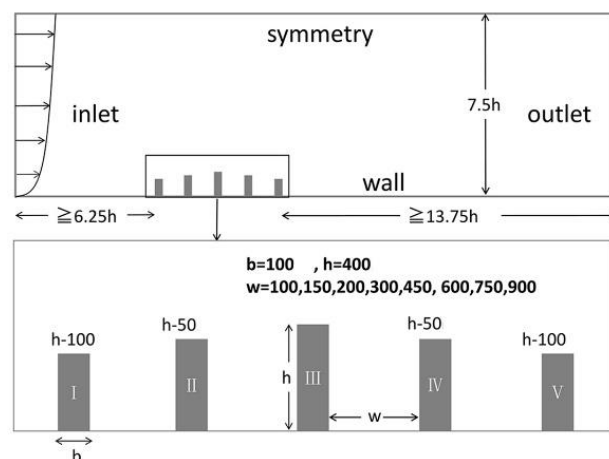 symmetry
inlet
7.5h
outlet
wall
≧6.25h
≧13.75h
b=100 , h=400
w=100,150,200,300,450, 600,750,900
h-100
h-50
h-50
h-100
I
II
III
IV
V
h
w
b